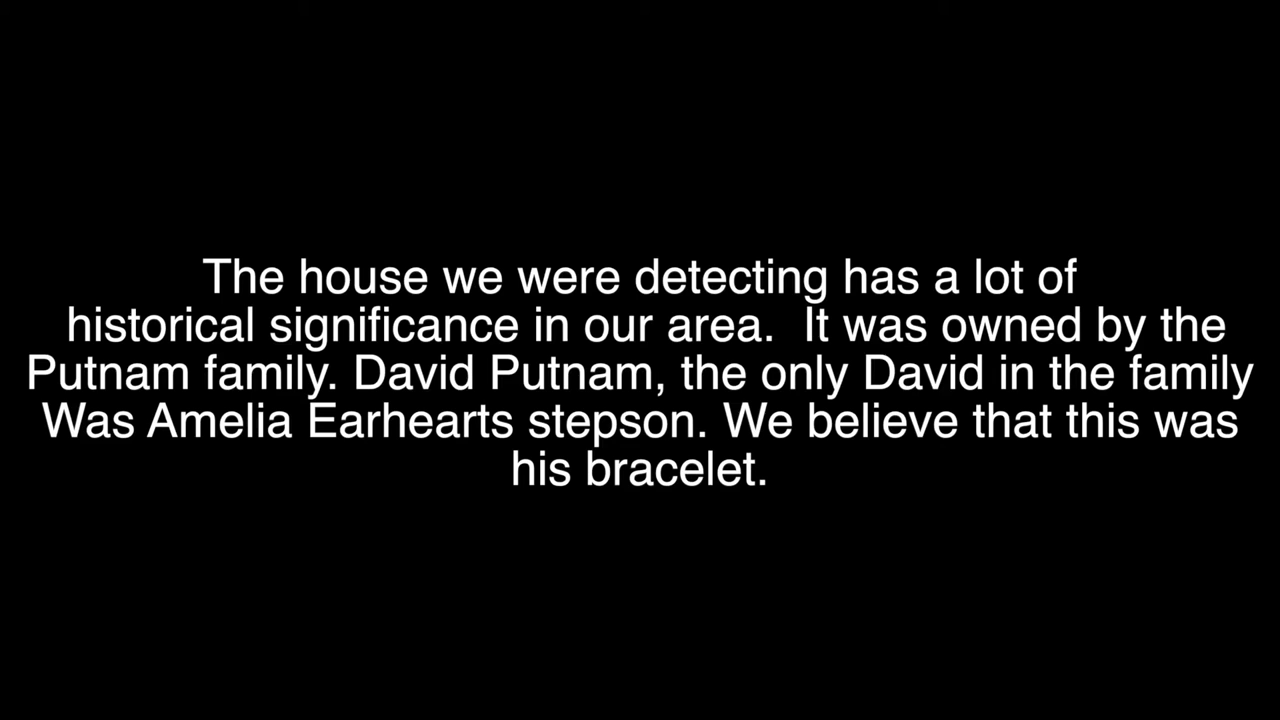 The house we were detecting has a lot of
historical significance in our area.  It was owned by the
Putnam family. David Putnam, the only David in the family
Was Amelia Earhearts stepson. We believe that this was
his bracelet.